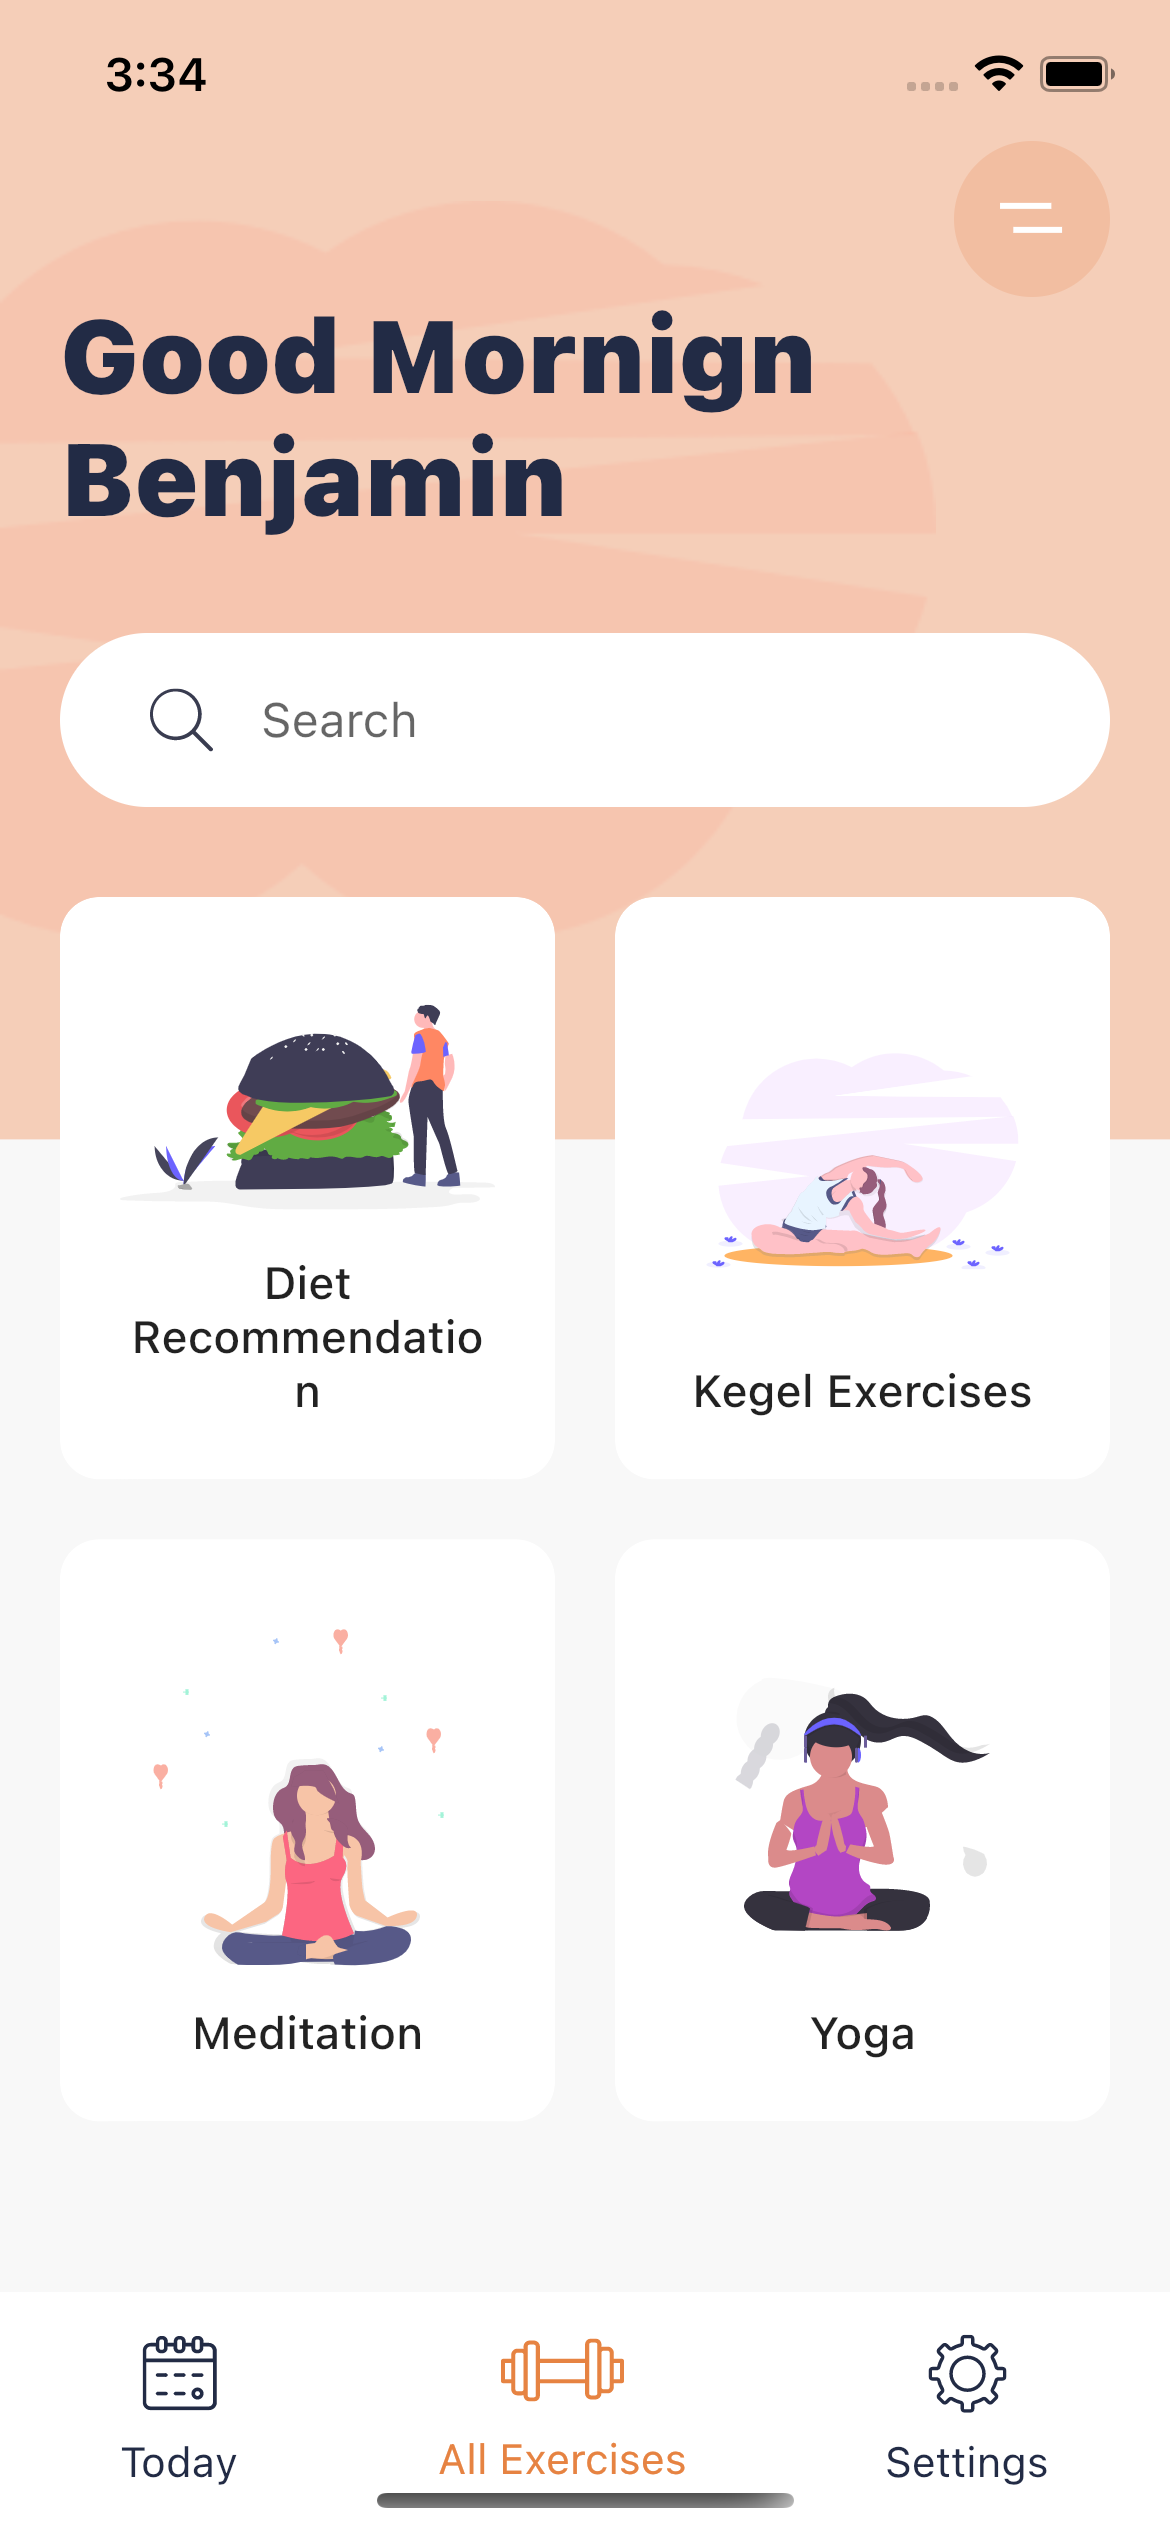 3:34
Good Mornign
Benjamin
Search
Diet
Recommendatio
n
Kegel Exercises
Meditation
Yoga
Today
All Exercises
Settings